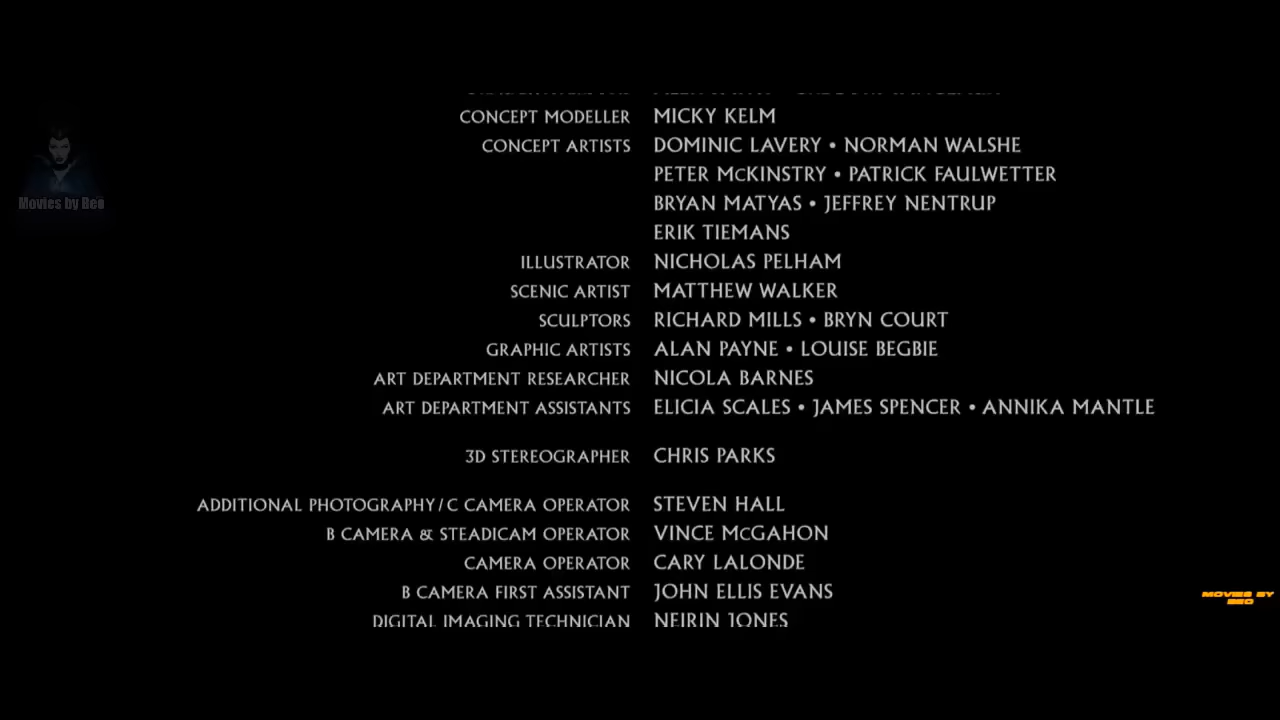 CONCEPT MODELLER MICKY KELM
CONCEPT ARTISTS DOMINIC LAVERY • NORMAN WALSHE
PETER McKINSTRY • PATRICK FAULWETTER
BRYAN MATYAS • JEFFREY NENTRUP
ERIK TIEMANS
ILLUSTRATOR NICHOLAS PELHAM
SCENIC ARTIST MATTHEW WALKER
SCULPTORS RICHARD MILLS • BRYN COURT
GRAPHIC ARTISTS ALAN PAYNE • LOUISE BEGBIE
ART DEPARTMENT RESEARCHER NICOLA BARNES
ART DEPARTMENT ASSISTANTS ELICIA SCALES • JAMES SPENCER • ANNIKA MANTLE
3D STEREOGRAPHER CHRIS PARKS
ADDITIONAL PHOTOGRAPHY/C CAMERA OPERATOR STEVEN HALL
B CAMERA & STEADICAM OPERATOR VINCE McGAHON
CAMERA OPERATOR CARY LALONDE
B CAMERA FIRST ASSISTANT JOHN ELLIS EVANS
DIGITAL IMAGING TECHNICIAN NEIRIN JONES
Movies by Beo
MOVIES BY
BEO